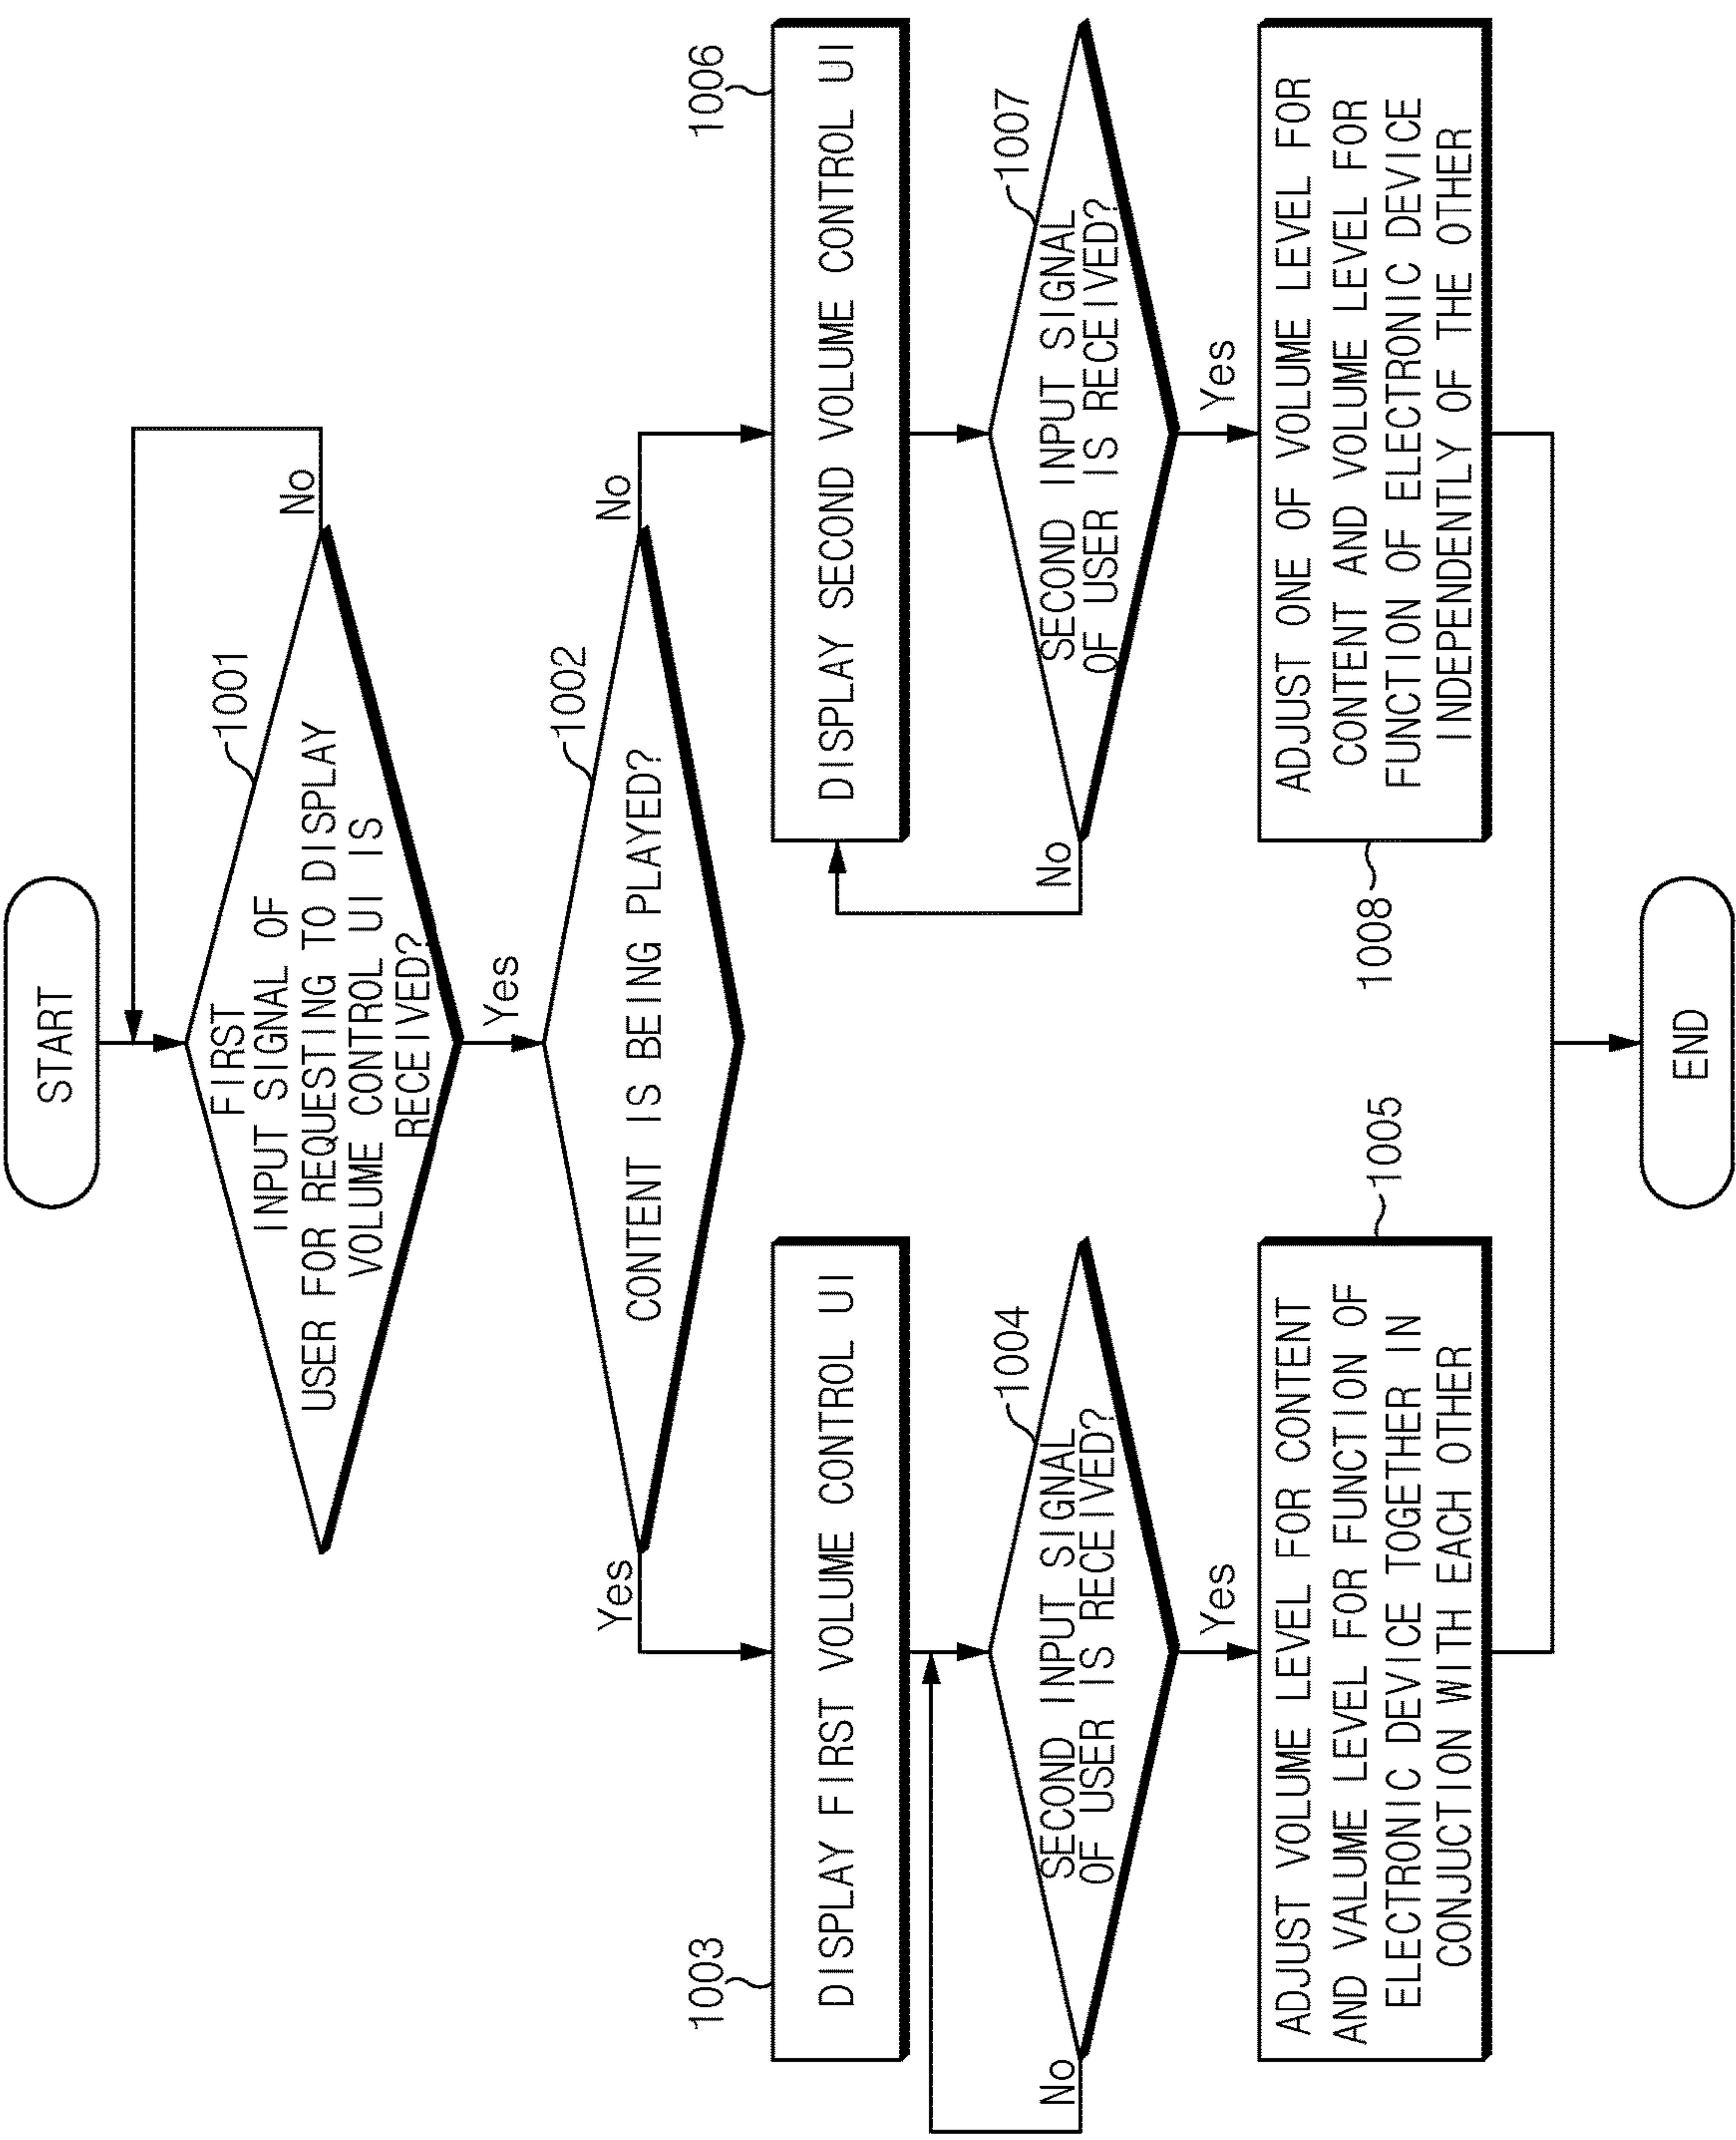 START
1001
FIRST
INPUT SIGNAL OF
USER FOR REQUESTING TO DISPLAY
VOLUME CONTROL UI IS
RECEIVED?
No
Yes
1002
CONTENT IS BEING PLAYED?
Yes
No
1003
DISPLAY FIRST VOLUME CONTROL UI
1004
SECOND INPUT SIGNAL
OF USER IS RECEIVED?
No
Yes
1005
ADJUST VOLUME LEVEL FOR CONTENT
AND VALUME LEVEL FOR FUNCTION OF
ELECTRONIC DEVICE TOGETHER IN
CONJUCTION WITH EACH OTHER
1006
DISPLAY SECOND VOLUME CONTROL UI
1007
SECOND INPUT SIGNAL
OF USER IS RECEIVED?
No
Yes
1008
ADJUST ONE OF VOLUME LEVEL FOR
CONTENT AND VOLUME LEVEL FOR
FUNCTION OF ELECTRONIC DEVICE
INDEPENDENTLY OF THE OTHER
END